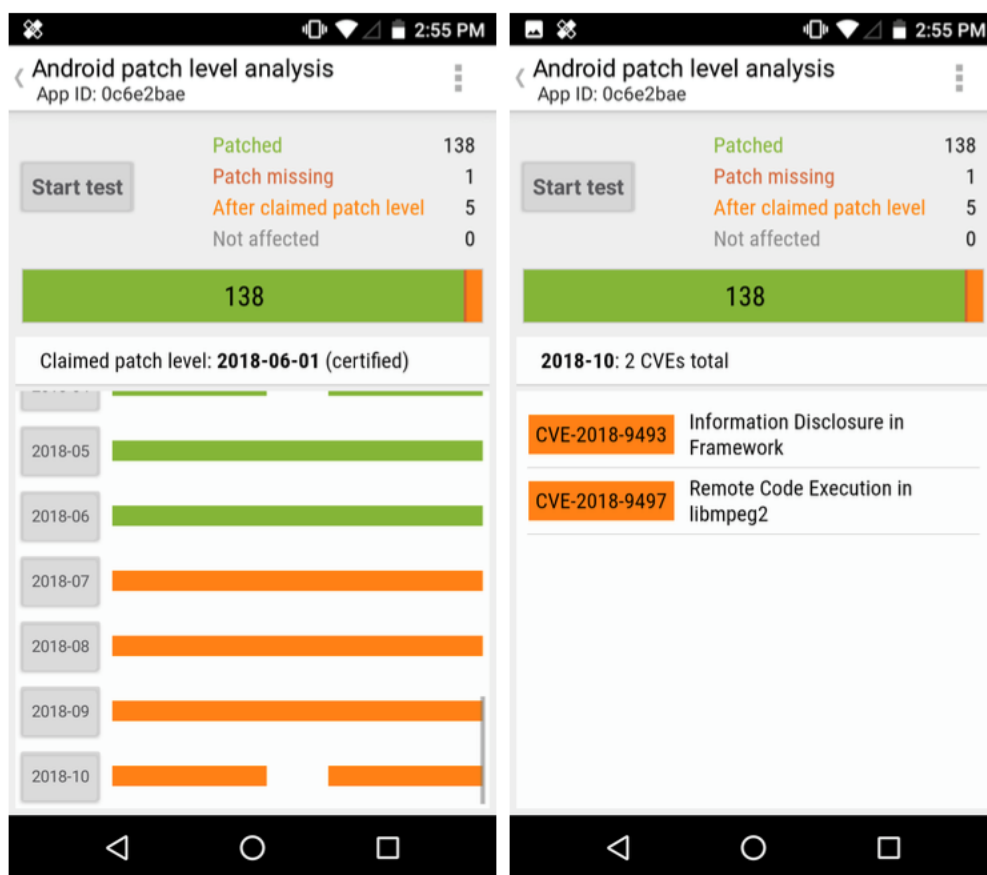 2:55 PM
Android patch level analysis
App ID: 0c6e2bae
Start test
Patched 138
Patch missing 1
After claimed patch level 5
Not affected 0
138
Claimed patch level: 2018-06-01 (certified)
2018-05
2018-06
2018-07
2018-08
2018-09
2018-10
2:55 PM
Android patch level analysis
App ID: 0c6e2bae
Start test
Patched 138
Patch missing 1
After claimed patch level 5
Not affected 0
138
2018-10: 2 CVEs total
CVE-2018-9493
Information Disclosure in
Framework
CVE-2018-9497
Remote Code Execution in
libmpeg2